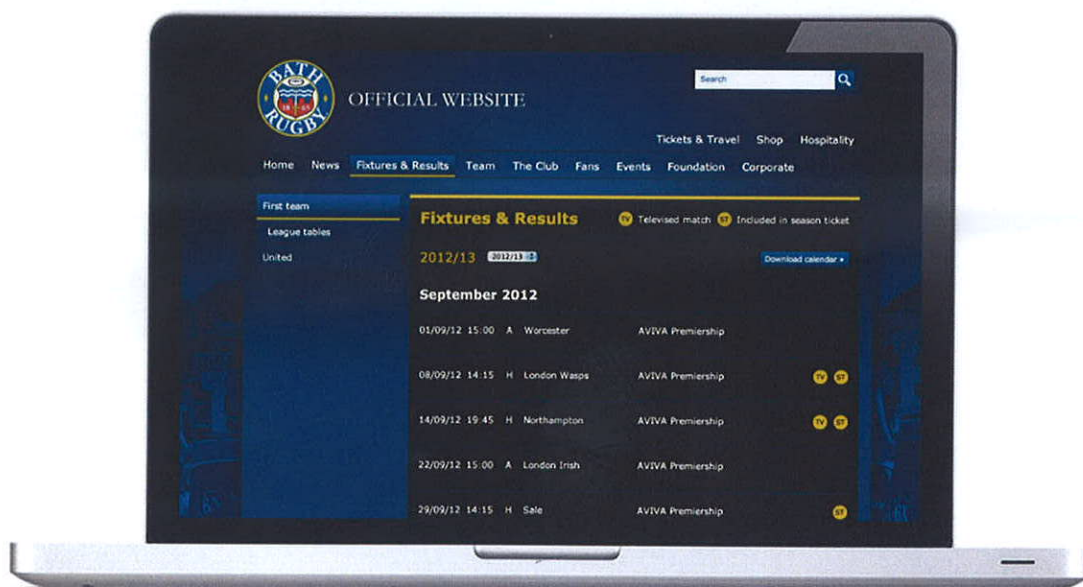 BATH
RUGBY
OFFICIAL WEBSITE
Search
Tickets & Travel Shop Hospitality
Home News Fixtures & Results Team The Club Fans Events Foundation Corporate
First team
League tables
United
Fixtures & Results
TV Televised match ST Included in season ticket
2012/13 2012/13
Download calendar
September 2012
01/09/12 15:00 A Worcester AVIVA Premiership
08/09/12 14:15 H London Wasps AVIVA Premiership TV ST
14/09/12 19:45 H Northampton AVIVA Premiership TV ST
22/09/12 15:00 A London Irish AVIVA Premiership
29/09/12 14:15 H Sale AVIVA Premiership ST